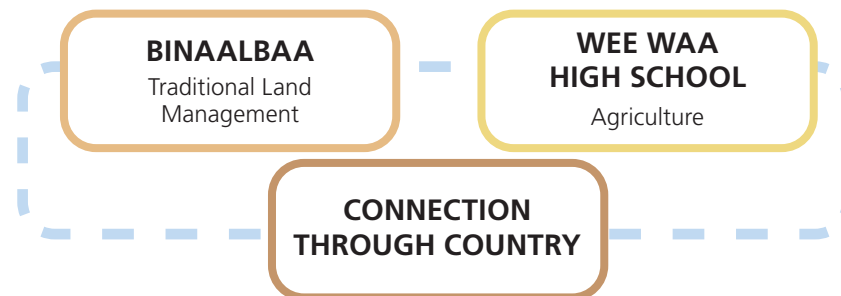 BINAALBAA
Traditional Land
Management
WEE WAA
HIGH SCHOOL
Agriculture
CONNECTION
THROUGH COUNTRY